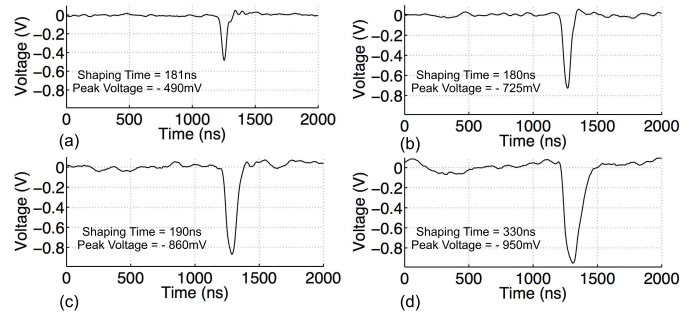 0
−0.2
−0.4
−0.6
−0.8
Voltage (V)
Shaping Time = 181ns
Peak Voltage = - 490mV
0 500 1000 1500 2000
Time (ns)
(a)
0
−0.2
−0.4
−0.6
−0.8
Voltage (V)
Shaping Time = 180ns
Peak Voltage = - 725mV
0 500 1000 1500 2000
Time (ns)
(b)
0
−0.2
−0.4
−0.6
−0.8
Voltage (V)
Shaping Time = 190ns
Peak Voltage = - 860mV
0 500 1000 1500 2000
Time (ns)
(c)
0
−0.2
−0.4
−0.6
−0.8
Voltage (V)
Shaping Time = 330ns
Peak Voltage = - 950mV
0 500 1000 1500 2000
Time (ns)
(d)